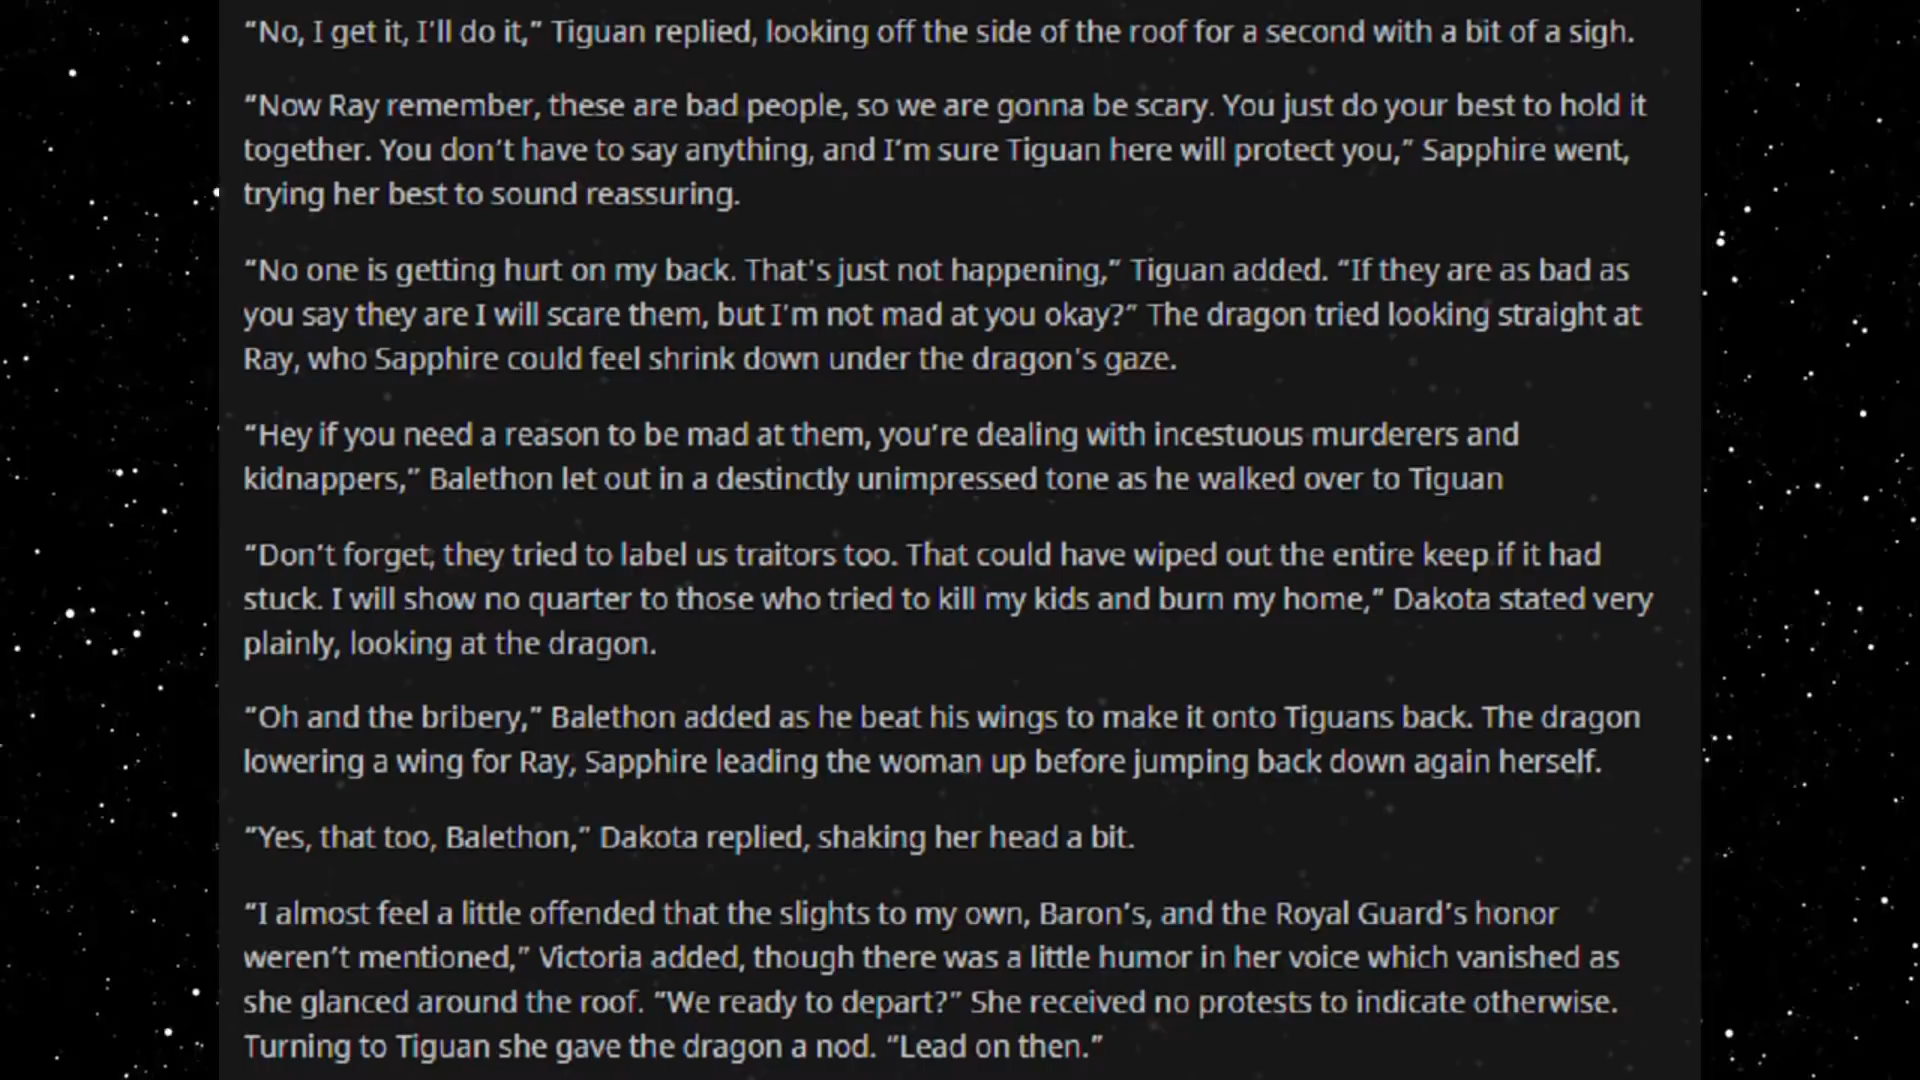 “No, I get it, I’ll do it,” Tiguan replied, looking off the side of the roof for a second with a bit of a sigh.
“Now Ray remember, these are bad people, so we are gonna be scary. You just do your best to hold it
together. You don’t have to say anything, and I’m sure Tiguan here will protect you,” Sapphire went,
trying her best to sound reassuring.
“No one is getting hurt on my back. That’s just not happening,” Tiguan added. “If they are as bad as
you say they are I will scare them, but I’m not mad at you okay?” The dragon tried looking straight at
Ray, who Sapphire could feel shrink down under the dragon’s gaze.
“Hey if you need a reason to be mad at them, you’re dealing with incestuous murderers and
kidnappers,” Balethon let out in a destinctly unimpressed tone as he walked over to Tiguan
“Don’t forget, they tried to label us traitors too. That could have wiped out the entire keep if it had
stuck. I will show no quarter to those who tried to kill my kids and burn my home,” Dakota stated very
plainly, looking at the dragon.
“Oh and the bribery,” Balethon added as he beat his wings to make it onto Tiguans back. The dragon
lowering a wing for Ray, Sapphire leading the woman up before jumping back down again herself.
“Yes, that too, Balethon,” Dakota replied, shaking her head a bit.
“I almost feel a little offended that the slights to my own, Baron’s, and the Royal Guard’s honor
weren’t mentioned,” Victoria added, though there was a little humor in her voice which vanished as
she glanced around the roof. “We ready to depart?” She received no protests to indicate otherwise.
Turning to Tiguan she gave the dragon a nod. “Lead on then.”